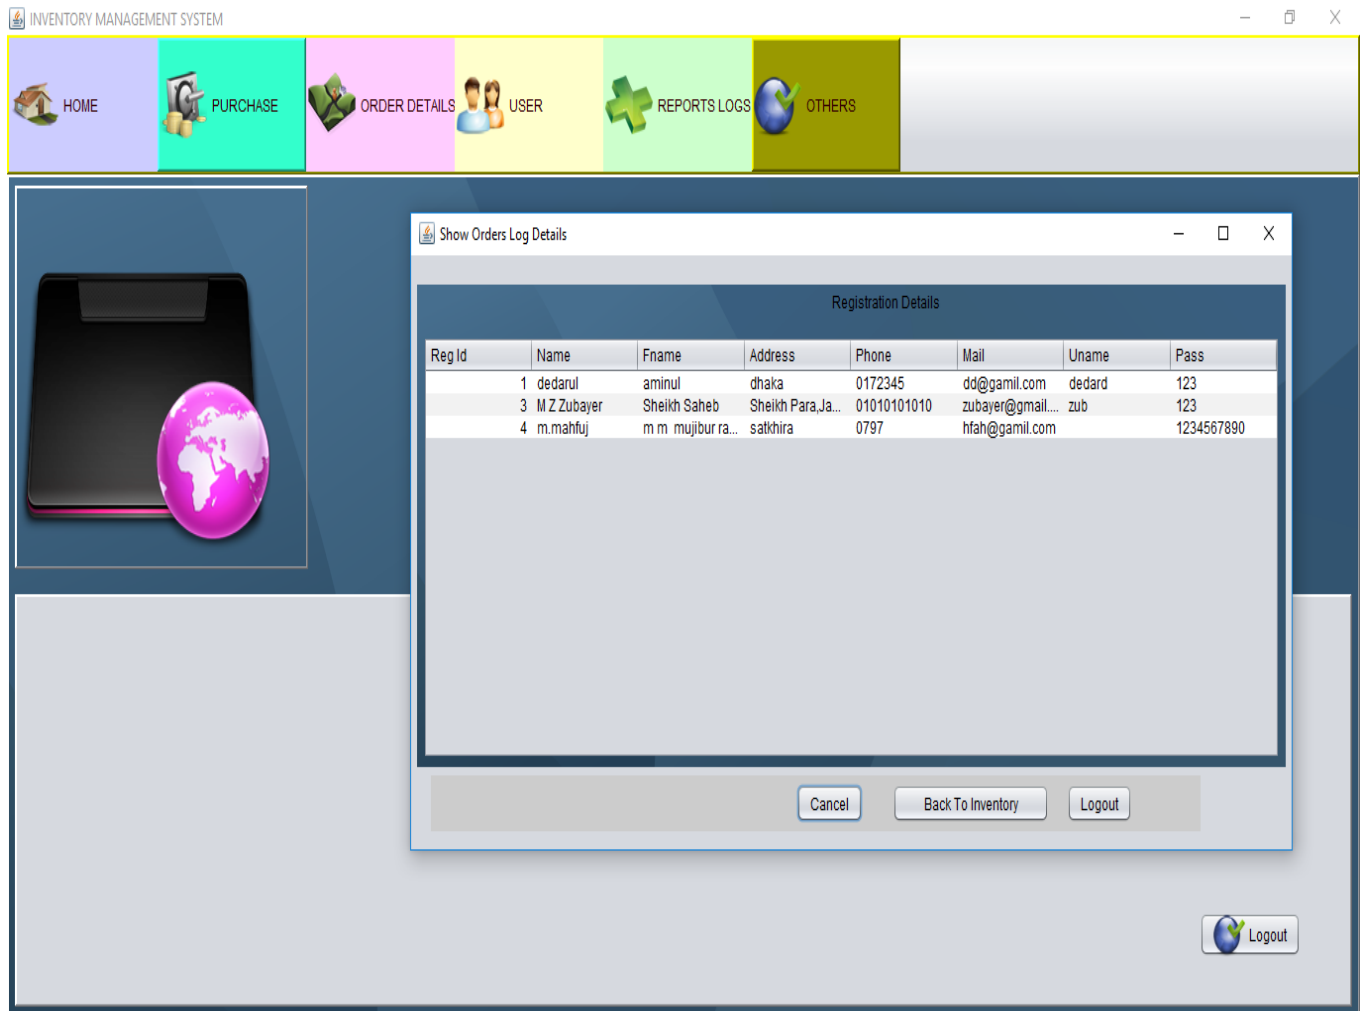 INVENTORY MANAGEMENT SYSTEM
HOME PURCHASE ORDER DETAILS USER REPORTS LOGS OTHERS
Show Orders Log Details
Registration Details
Reg Id Name Fname Address Phone Mail Uname Pass
1 dedarul aminul dhaka 0172345 dd@gamil.com dedard 123
3 M Z Zubayer Sheikh Saheb Sheikh Para,Ja... 01010101010 zubayer@gmail.... zub 123
4 m.mahfuj m m mujibur ra... satkhira 0797 hfah@gamil.com 1234567890
Cancel Back To Inventory Logout
Logout